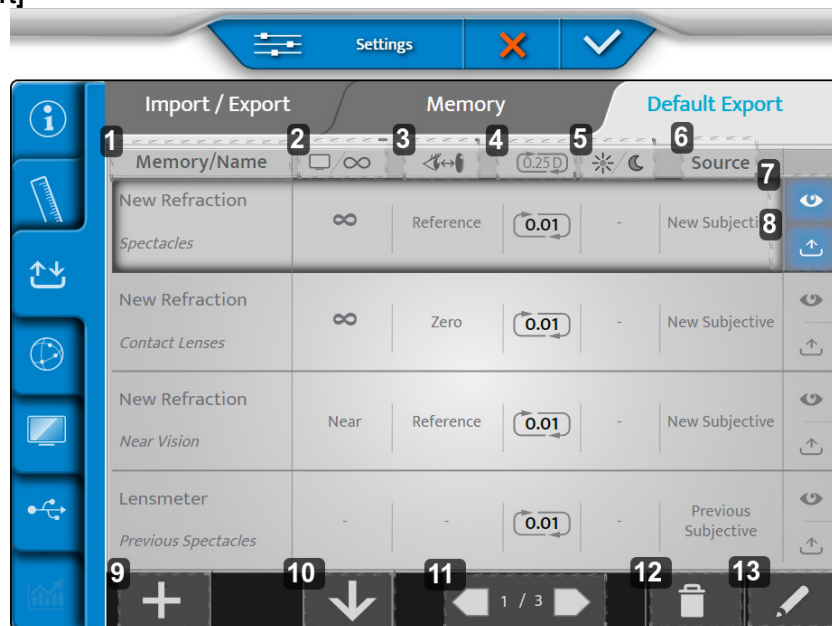 Settings
Import / Export
Memory
Default Export
1
2
3
4
5
6
Memory/Name
0.25 D
Source
7
New Refraction
Spectacles
∞
Reference
0.01
-
New Subjecti
8
New Refraction
Contact Lenses
∞
Zero
0.01
-
New Subjective
New Refraction
Near Vision
Near
Reference
0.01
-
New Subjective
Lensmeter
Previous Spectacles
-
-
0.01
-
Previous
Subjective
9
10
11
12
13
1 / 3